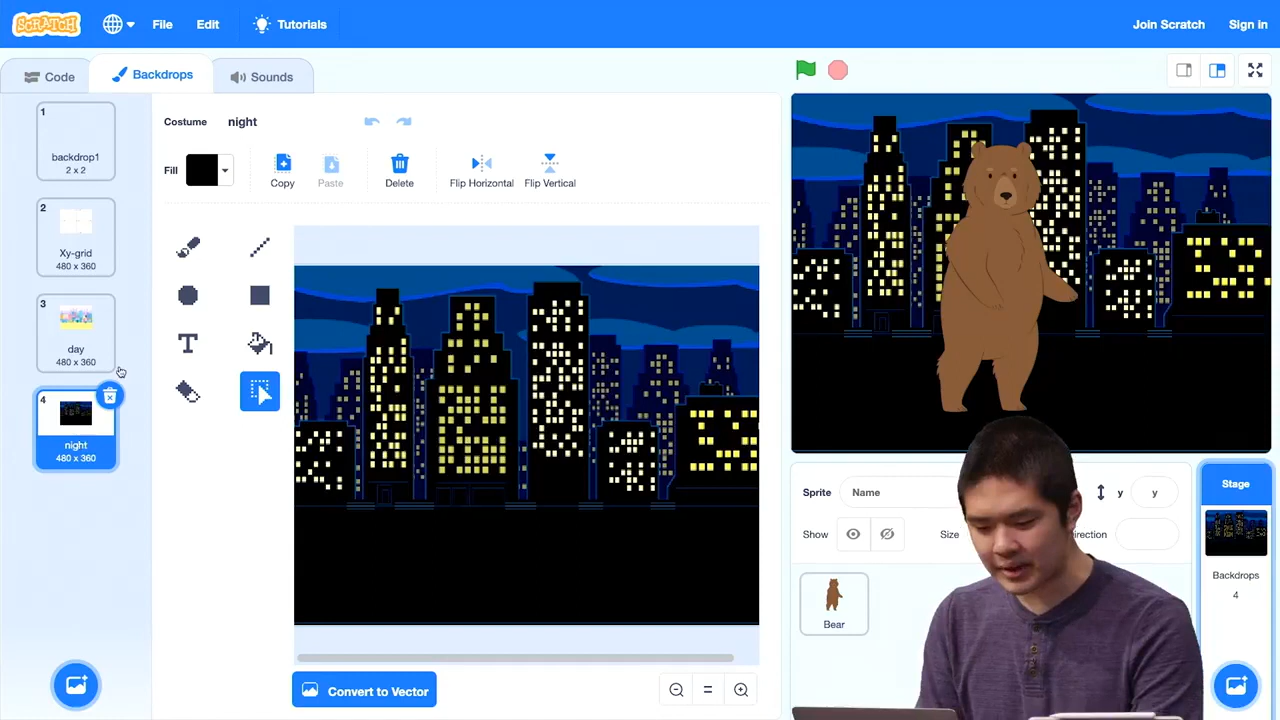 SCRATCH
File
Edit
Tutorials
Join Scratch
Sign in
Code
Backdrops
Sounds
1
backdrop1
2 x 2
2
Xy-grid
480 x 360
3
day
480 x 360
4
night
480 x 360
Costume
night
Fill
Copy
Paste
Delete
Flip Horizontal
Flip Vertical
T
Convert to Vector
Sprite
Name
y
y
Show
Size
irection
Bear
Stage
Backdrops
4